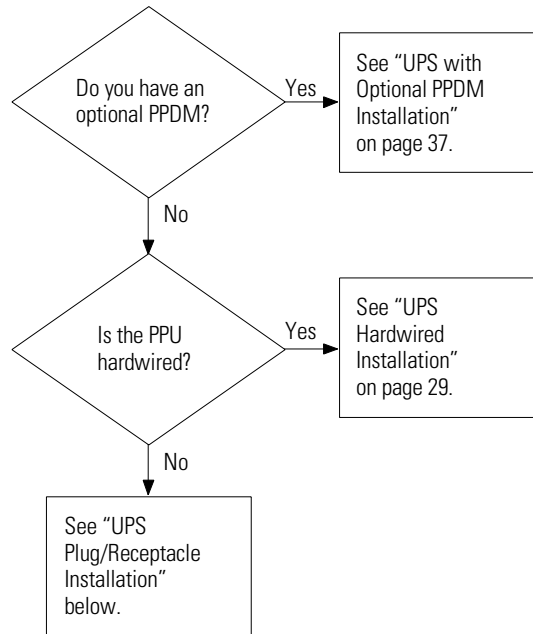 Do you have an
optional PPDM?
Yes
See “UPS with
Optional PPDM
Installation”
on page 37.
No
Is the PPU
hardwired?
Yes
See “UPS
Hardwired
Installation”
on page 29.
No
See “UPS
Plug/Receptacle
Installation”
below.